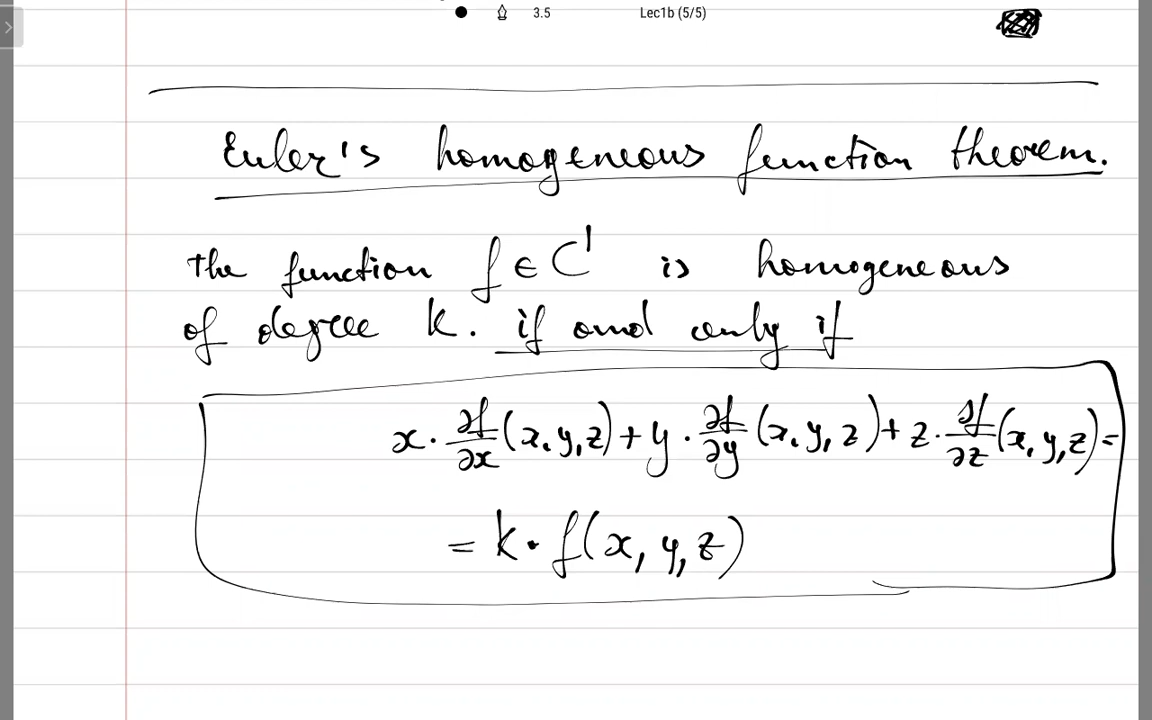 3.5 Lec1b (5/5)
Euler's homogeneous function theorem.
The function f ∈ C¹ is homogeneous
of degree k. if and only if
x · ∂f/∂x (x, y, z) + y · ∂f/∂y (x, y, z) + z · ∂f/∂z (x, y, z) =
= k · f(x, y, z)